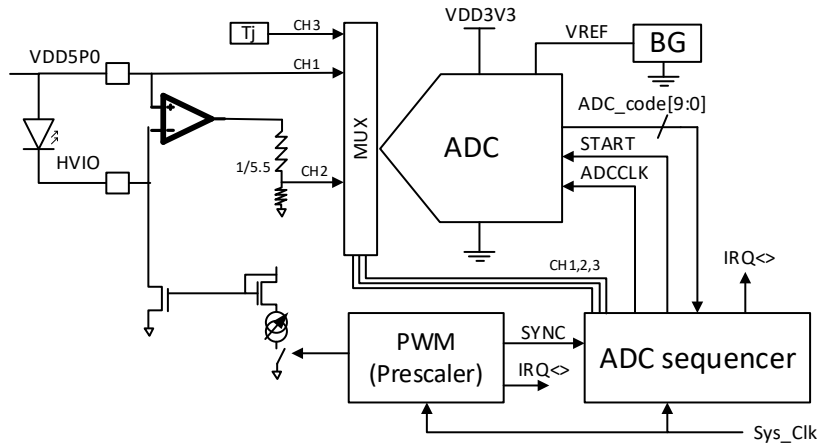 VDD3V3
Tj
CH3
VREF
BG
VDD5P0
CH1
ADC_code[9:0]
+
-
MUX
ADC
START
1/5.5
HVIO
CH2
ADCCLK
CH1,2,3
IRQ<>
PWM
(Prescaler)
SYNC
IRQ<>
ADC sequencer
Sys_Clk